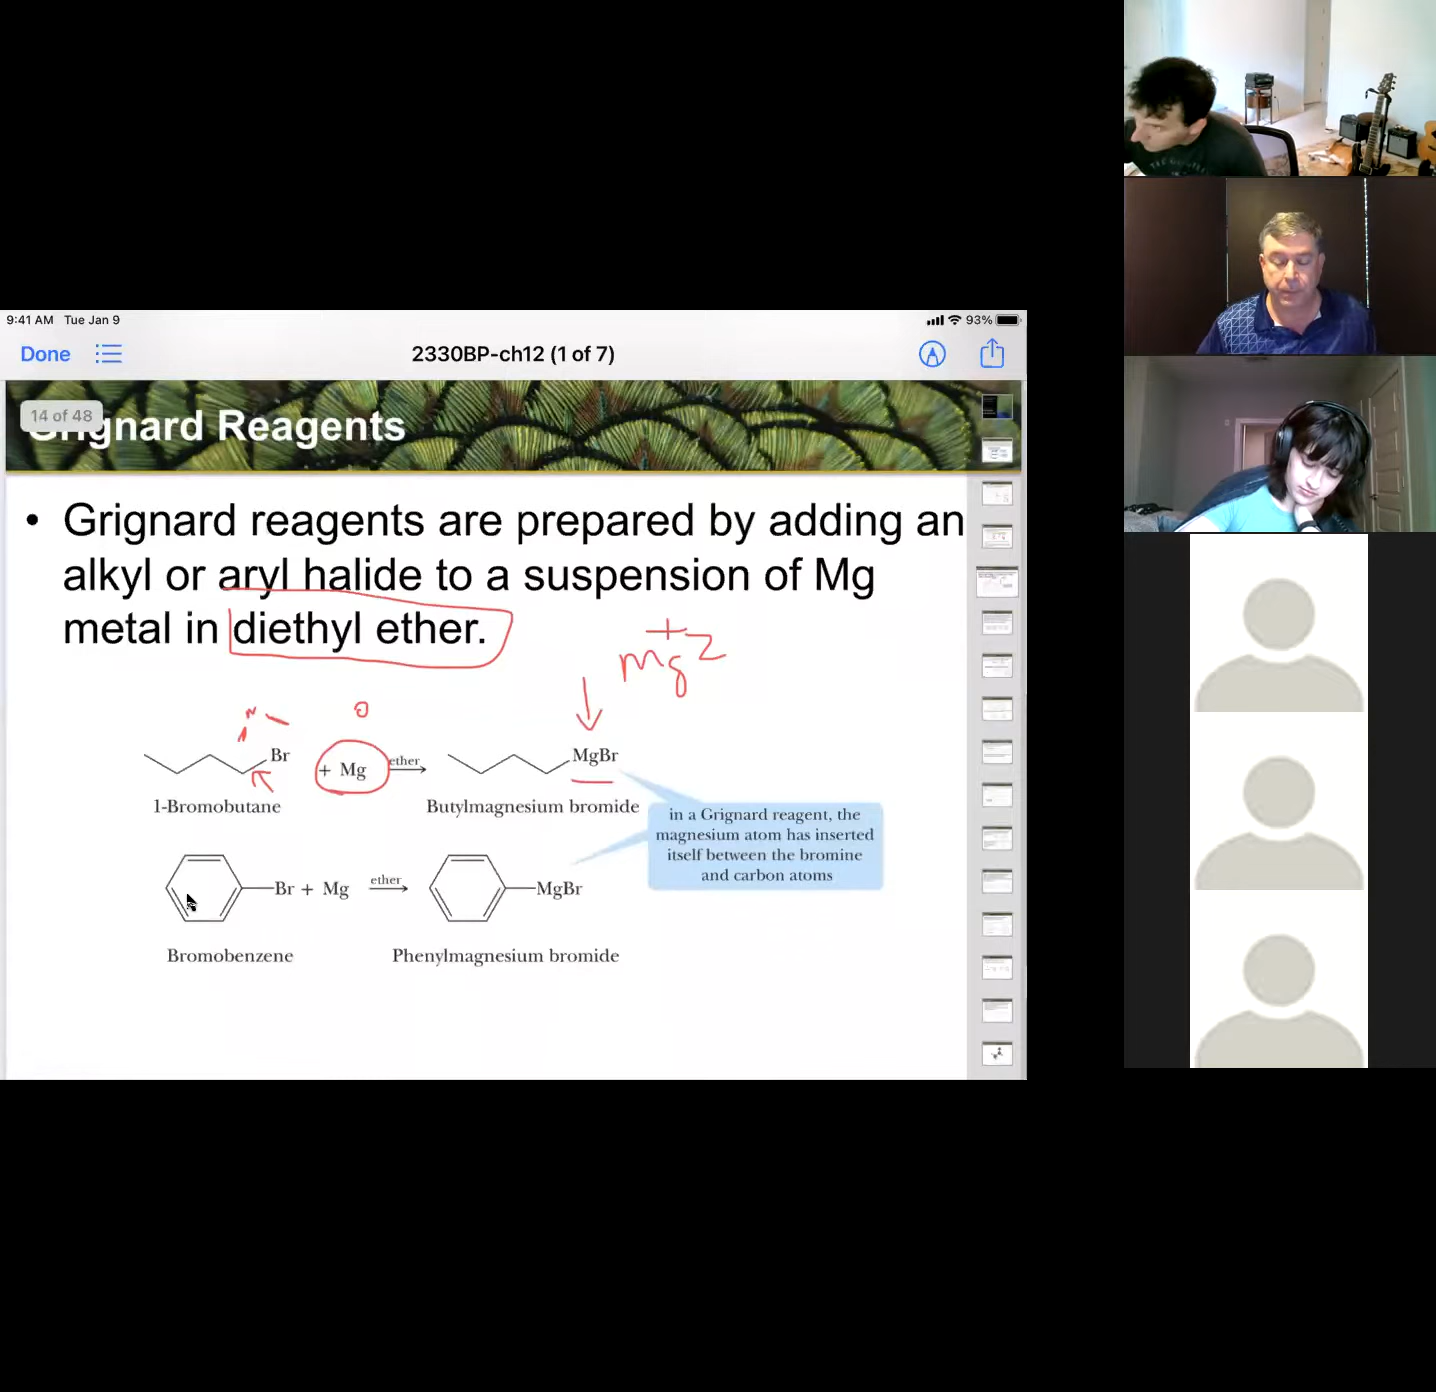 9:41 AM Tue Jan 9
93%
Done
2330BP-ch12 (1 of 7)
14 of 48
Grignard Reagents
• Grignard reagents are prepared by adding an
alkyl or aryl halide to a suspension of Mg
metal in diethyl ether.
mg+2
0
Br
+ Mg
ether
MgBr
1-Bromobutane
Butylmagnesium bromide
in a Grignard reagent, the
magnesium atom has inserted
itself between the bromine
and carbon atoms
Br + Mg
ether
MgBr
Bromobenzene
Phenylmagnesium bromide